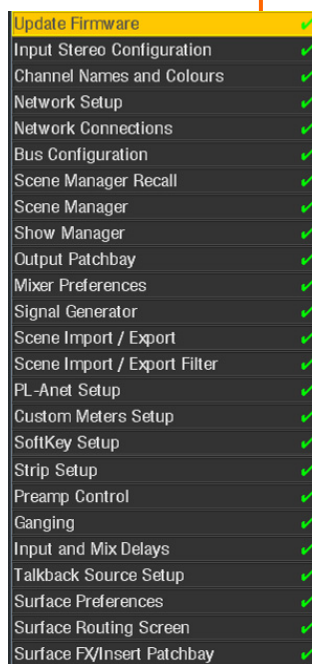 Update Firmware
Input Stereo Configuration
Channel Names and Colours
Network Setup
Network Connections
Bus Configuration
Scene Manager Recall
Scene Manager
Show Manager
Output Patchbay
Mixer Preferences
Signal Generator
Scene Import / Export
Scene Import / Export Filter
PL-Anet Setup
Custom Meters Setup
SoftKey Setup
Strip Setup
Preamp Control
Ganging
Input and Mix Delays
Talkback Source Setup
Surface Preferences
Surface Routing Screen
Surface FX/Insert Patchbay